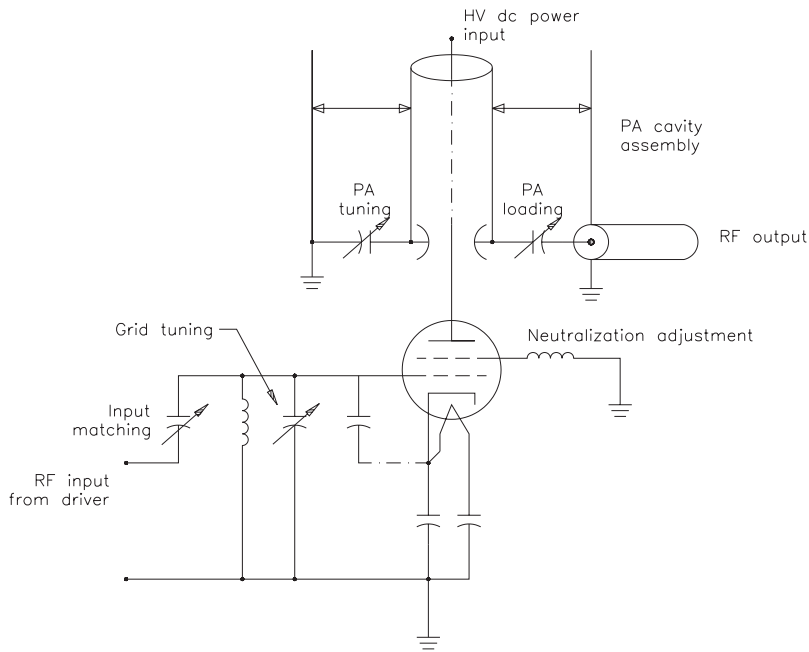 HV dc power
input
PA cavity
assembly
PA
tuning
PA
loading
RF output
Grid tuning
Neutralization adjustment
Input
matching
RF input
from driver